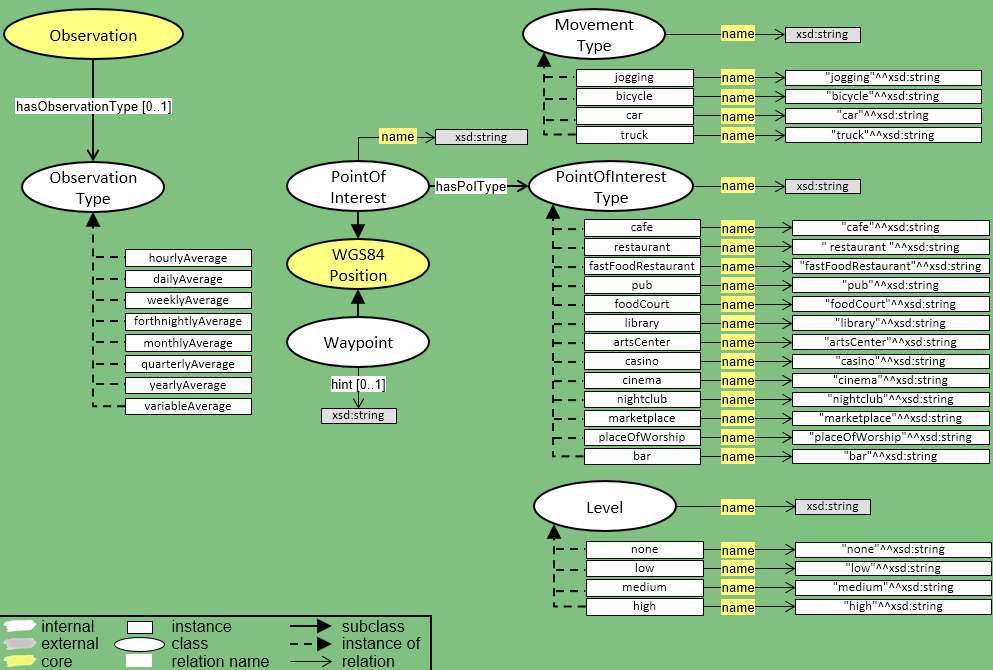 Observation
hasObservationType [0..1]
Observation
Type
hourlyAverage
dailyAverage
weeklyAverage
forthnightlyAverage
monthlyAverage
quarterlyAverage
yearlyAverage
variableAverage
name xsd:string
PointOf
Interest
hasPoIType
WGS84
Position
Waypoint
hint [0..1]
xsd:string
Movement
Type
name xsd:string
jogging name "jogging"^^xsd:string
bicycle name "bicycle"^^xsd:string
car name "car"^^xsd:string
truck name "truck"^^xsd:string
PointOfInterest
Type
name xsd:string
cafe name "cafe"^^xsd:string
restaurant name " restaurant "^^xsd:string
fastFoodRestaurant name "fastFoodRestaurant"^^xsd:string
pub name "pub"^^xsd:string
foodCourt name "foodCourt"^^xsd:string
library name "library"^^xsd:string
artsCenter name "artsCenter"^^xsd:string
casino name "casino"^^xsd:string
cinema name "cinema"^^xsd:string
nightclub name "nightclub"^^xsd:string
marketplace name "marketplace"^^xsd:string
placeOfWorship name "placeOfWorship"^^xsd:string
bar name "bar"^^xsd:string
Level name xsd:string
none name "none"^^xsd:string
low name "low"^^xsd:string
medium name "medium"^^xsd:string
high name "high"^^xsd:string
internal instance subclass
external class instance of
core relation name relation